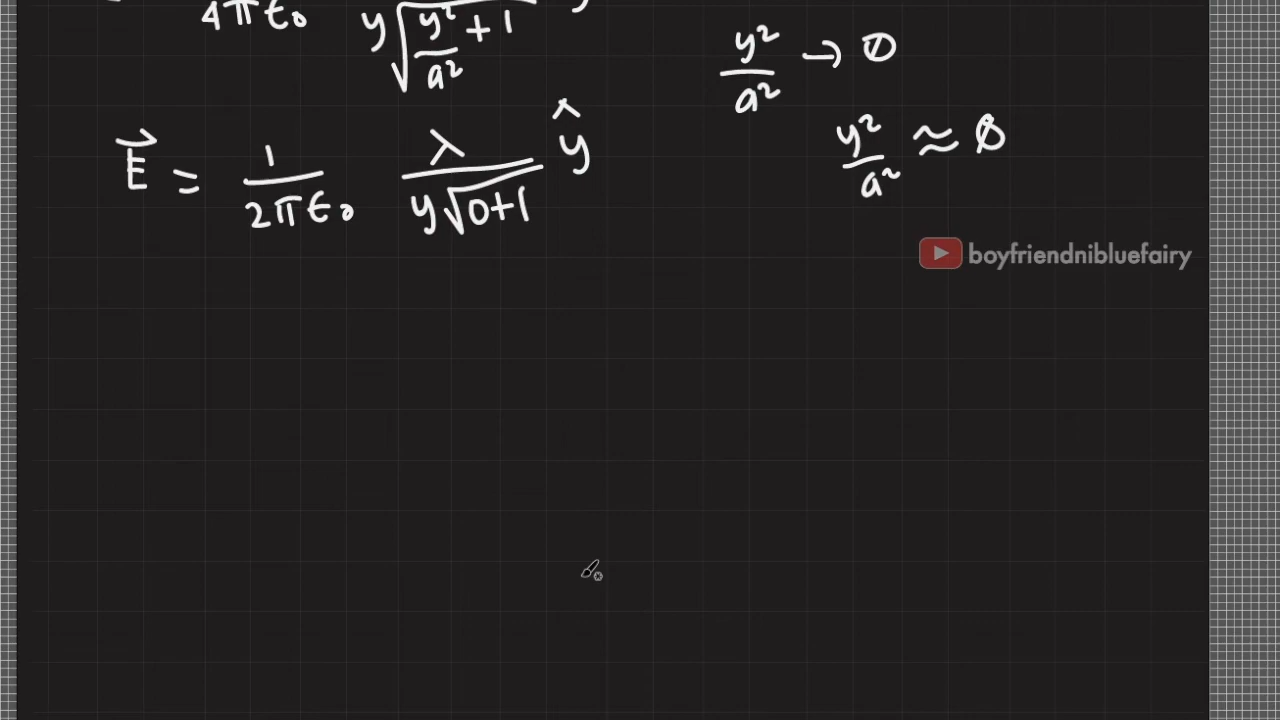 4πε₀ y√(y²/a² + 1)
y²/a² → 0
E⃗ = 1/(2πε₀) λ/(y√(0+1)) ŷ
y²/a² ≈ 0
boyfriendnibluefairy